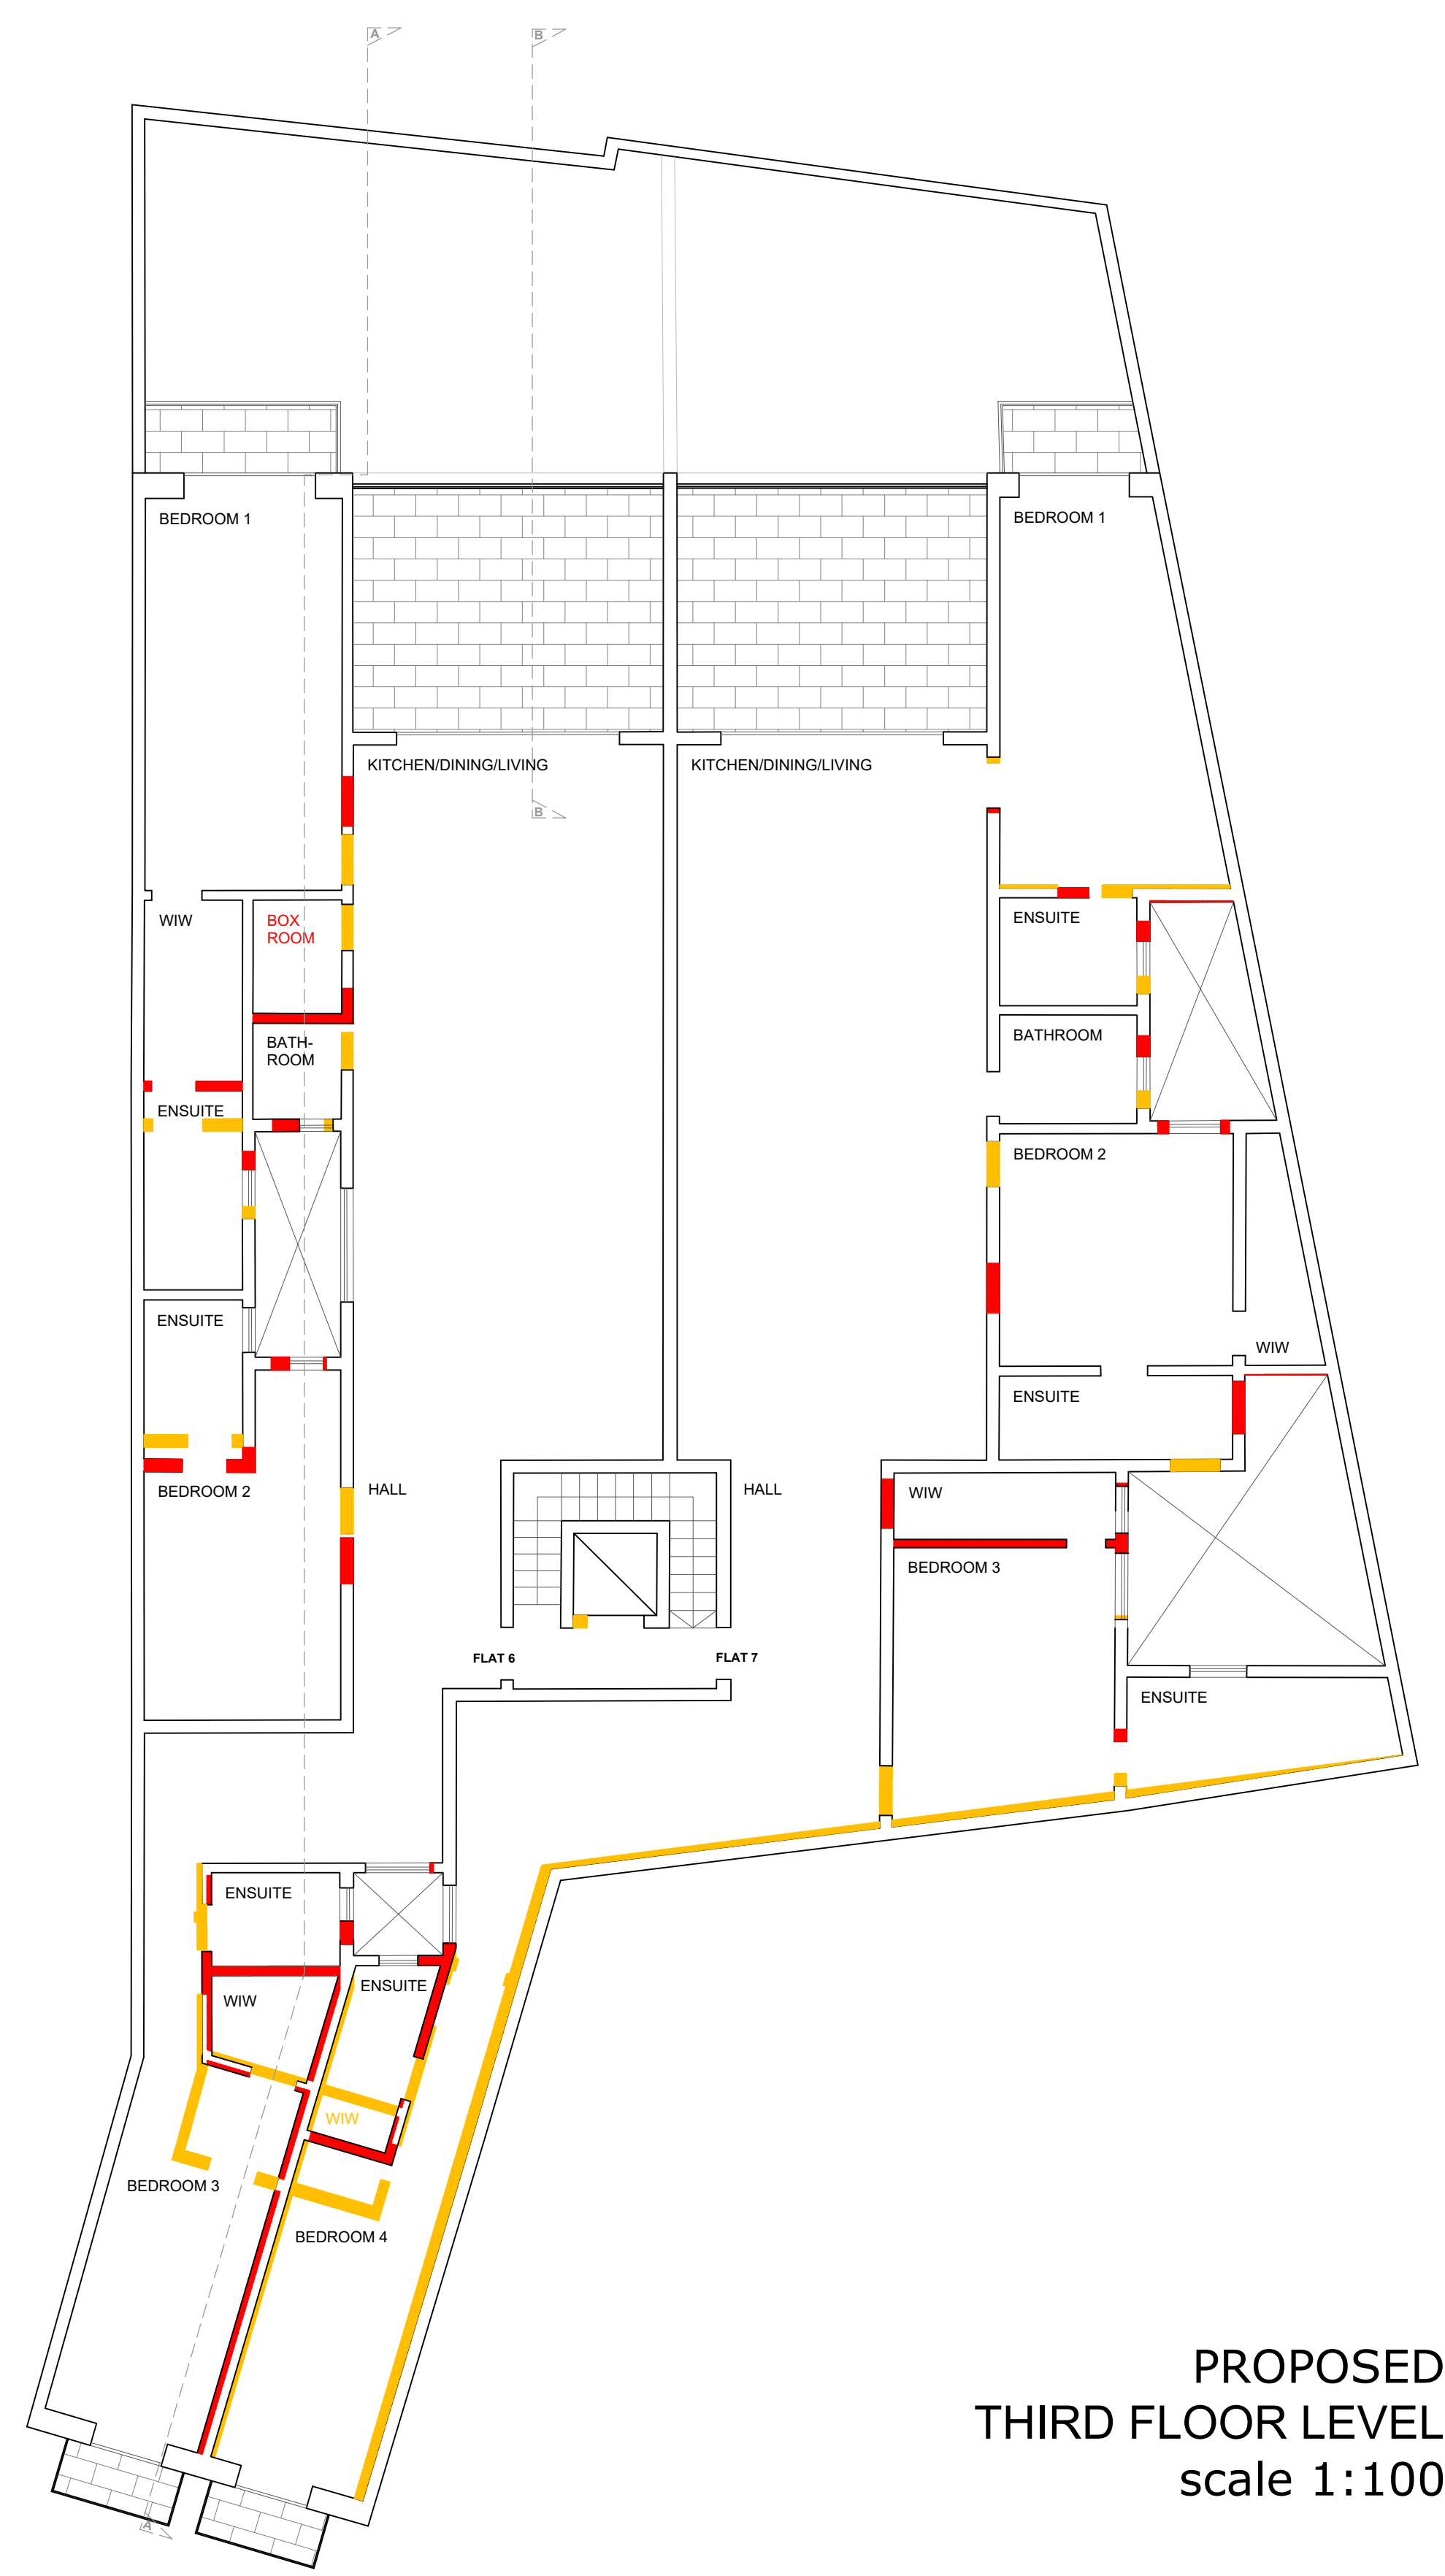 A
B
BEDROOM 1
BEDROOM 1
KITCHEN/DINING/LIVING
KITCHEN/DINING/LIVING
B
WIW
BOX
ROOM
ENSUITE
BATH-
ROOM
BATHROOM
ENSUITE
BEDROOM 2
ENSUITE
WIW
ENSUITE
BEDROOM 2
HALL
HALL
WIW
BEDROOM 3
FLAT 6
FLAT 7
ENSUITE
ENSUITE
ENSUITE
WIW
WIW
BEDROOM 3
BEDROOM 4
A
PROPOSED
THIRD FLOOR LEVEL
scale 1:100